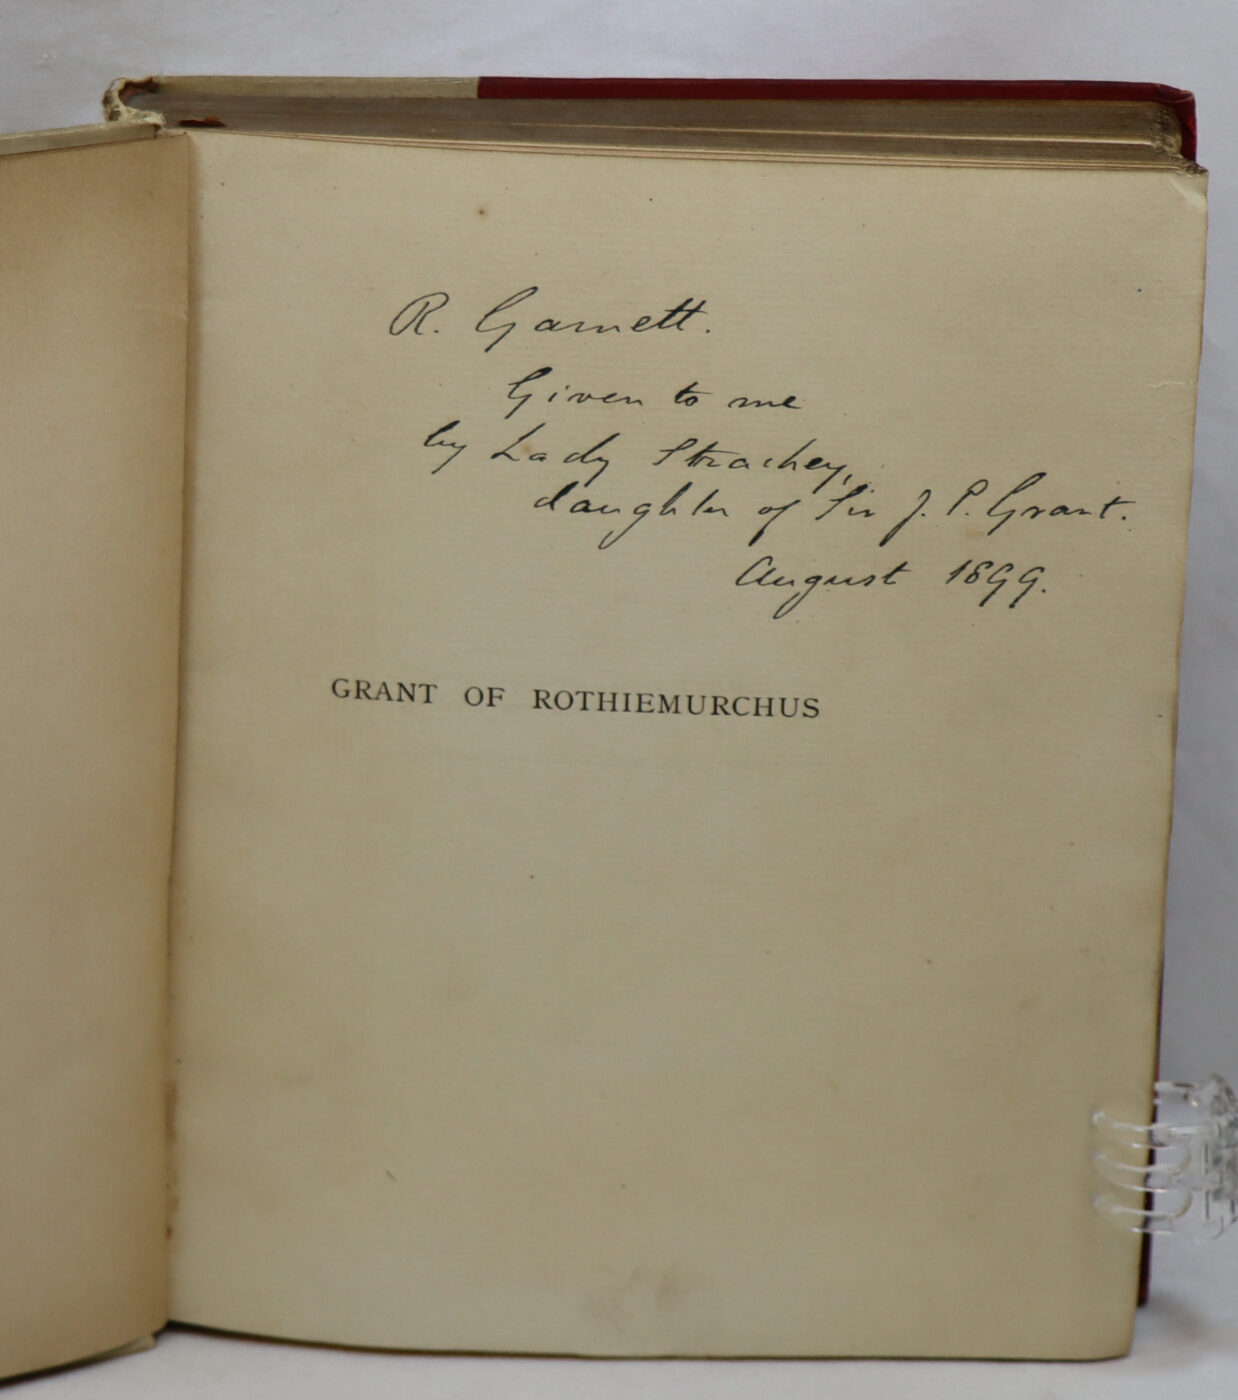 R. Garnett.
Given to me
by Lady Strachey,
daughter of Sir J. P. Grant.
August 1899.
GRANT OF ROTHIEMURCHUS